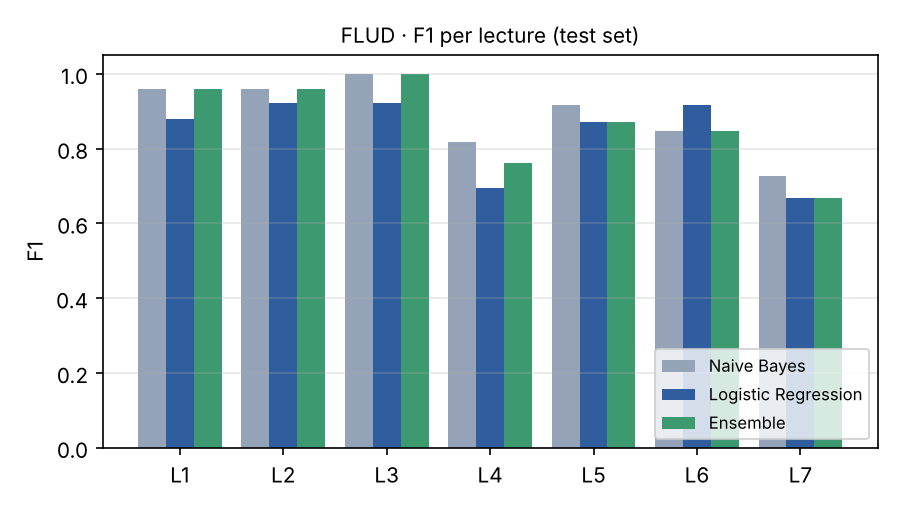 FLUD · F1 per lecture (test set)
F1
1.0
0.8
0.6
0.4
0.2
0.0
L1 L2 L3 L4 L5 L6 L7
Naive Bayes
Logistic Regression
Ensemble